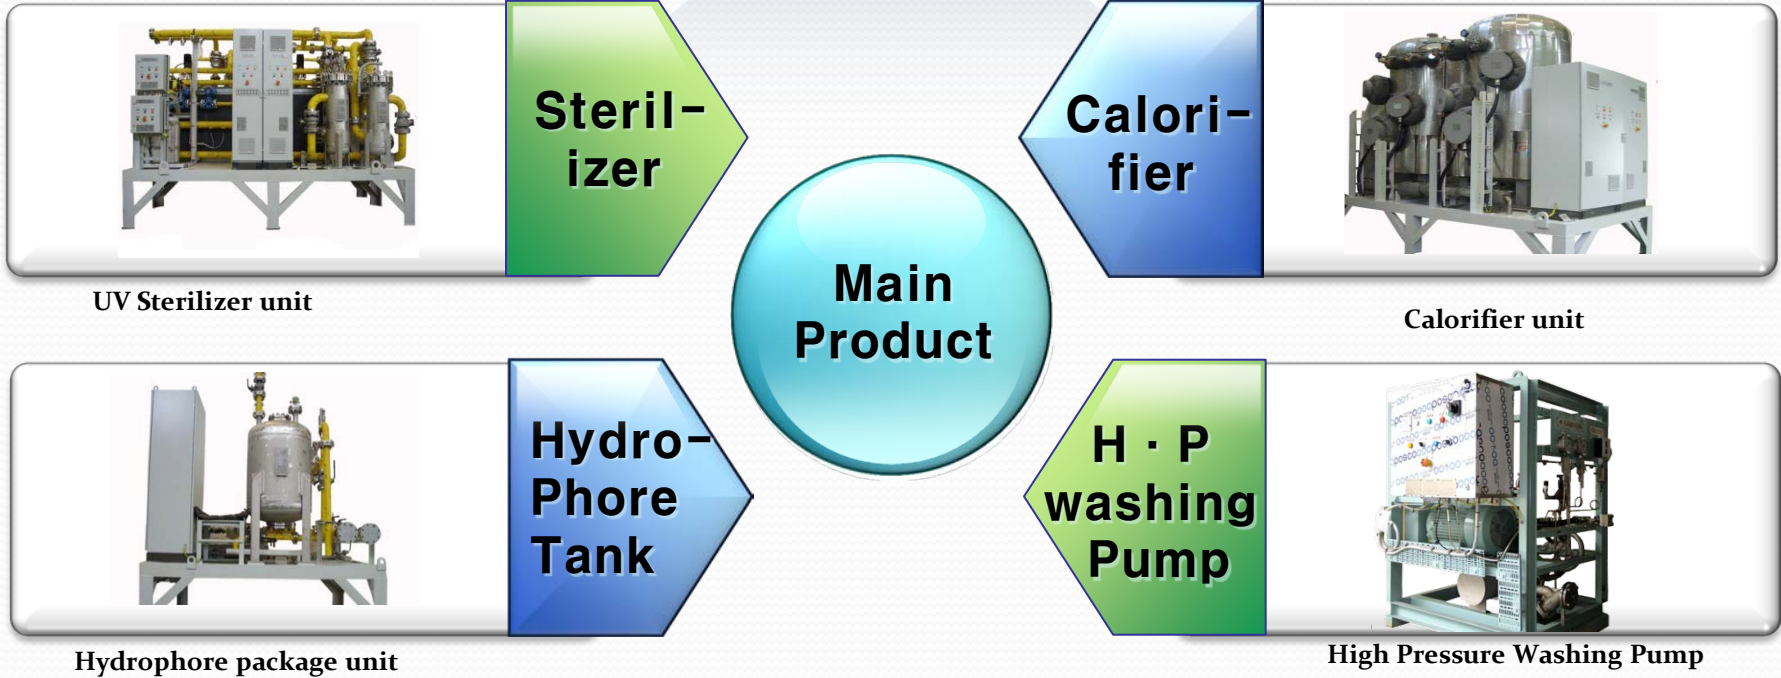 Steril-
izer
UV Sterilizer unit
Calori-
fier
Calorifier unit
Main
Product
Hydro-
Phore
Tank
Hydrophore package unit
H · P
washing
Pump
High Pressure Washing Pump